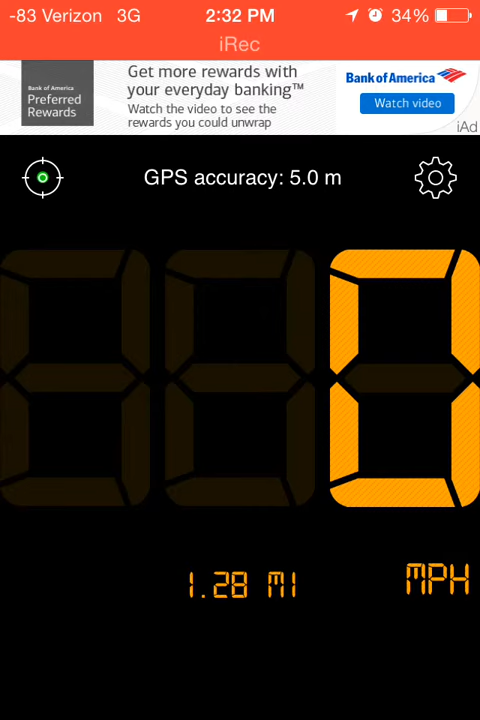 -83 Verizon 3G 2:32 PM 34%
iRec
Bank of America
Preferred
Rewards
Get more rewards with
your everyday banking™
Watch the video to see the
rewards you could unwrap
Bank of America
Watch video
iAd
GPS accuracy: 5.0 m
0
1.28 MI
MPH